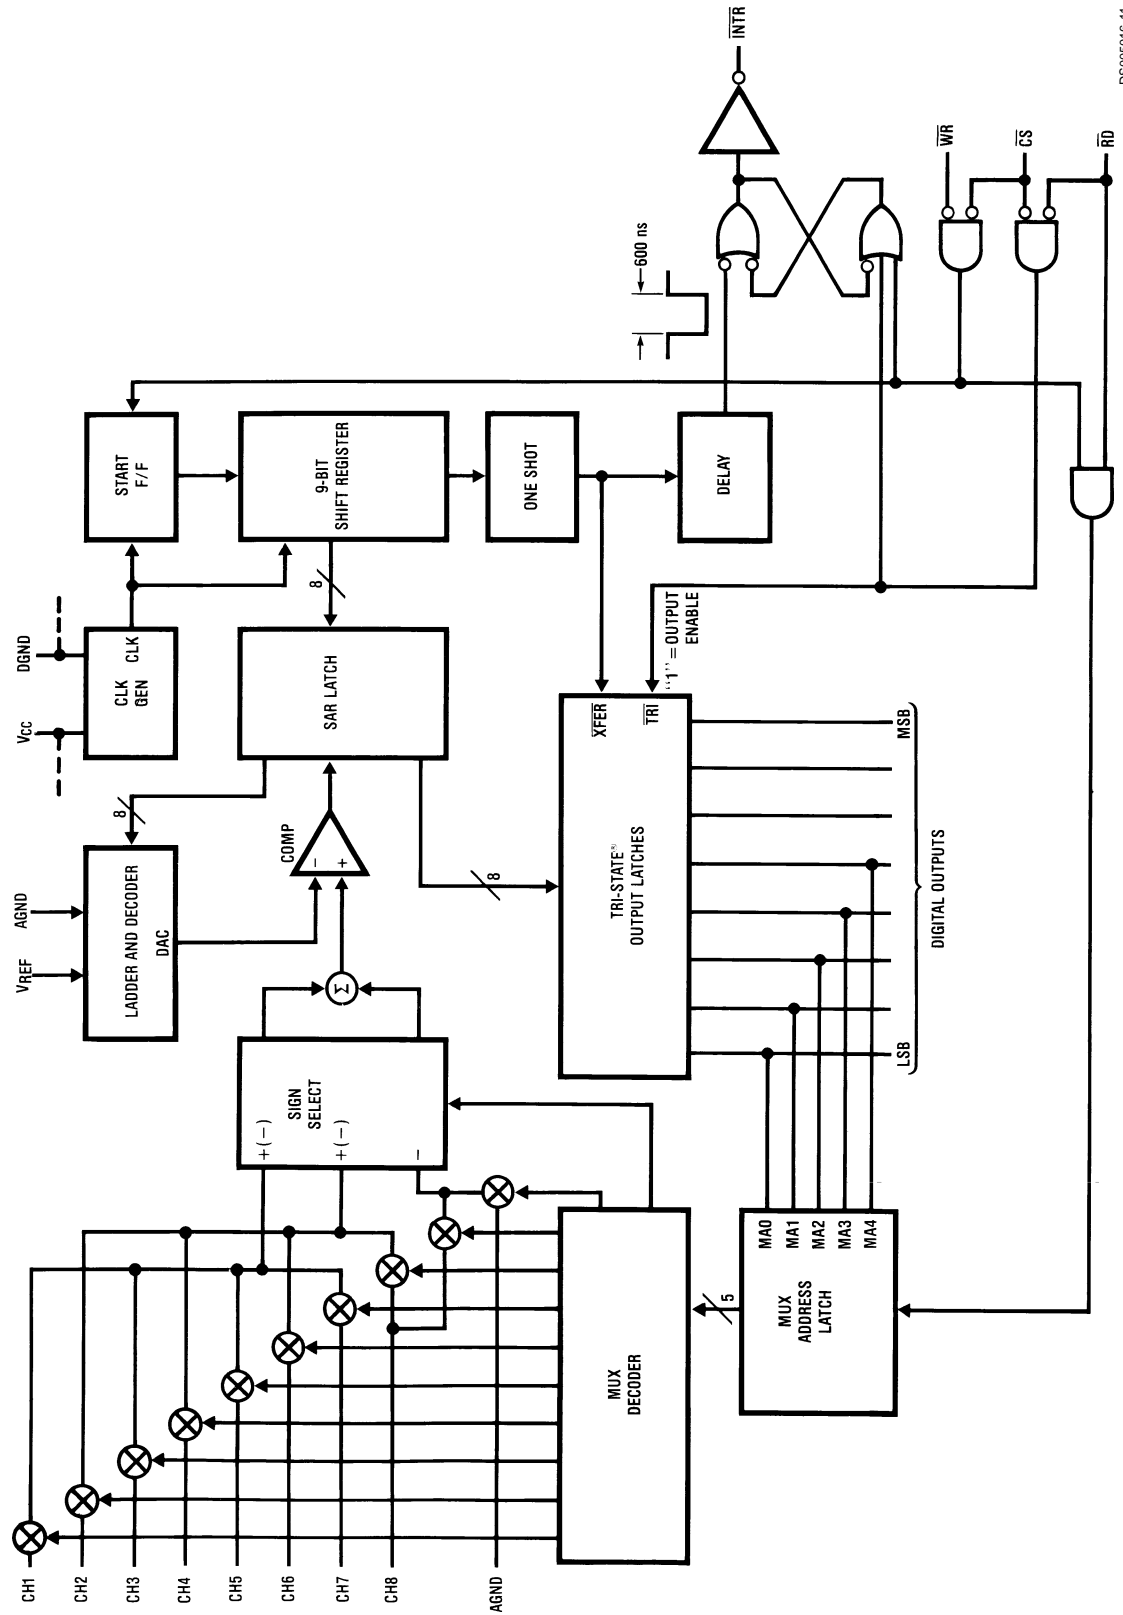 CH1
CH2
CH3
CH4
CH5
CH6
CH7
CH8
AGND
MUX
DECODER
5
MUX
ADDRESS
LATCH
MA0
MA1
MA2
MA3
MA4
SIGN
SELECT
+(−)
+(−)
−
Σ
VREF
AGND
LADDER AND DECODER
DAC
8
COMP
−
+
VCC
DGND
CLK
GEN
CLK
SAR LATCH
8
8
START
F/F
9-BIT
SHIFT REGISTER
ONE SHOT
DELAY
TRI-STATE®
OUTPUT LATCHES
XFER
TRI
"1" = OUTPUT
ENABLE
LSB
MSB
DIGITAL OUTPUTS
600 ns
INTR
WR
CS
RD